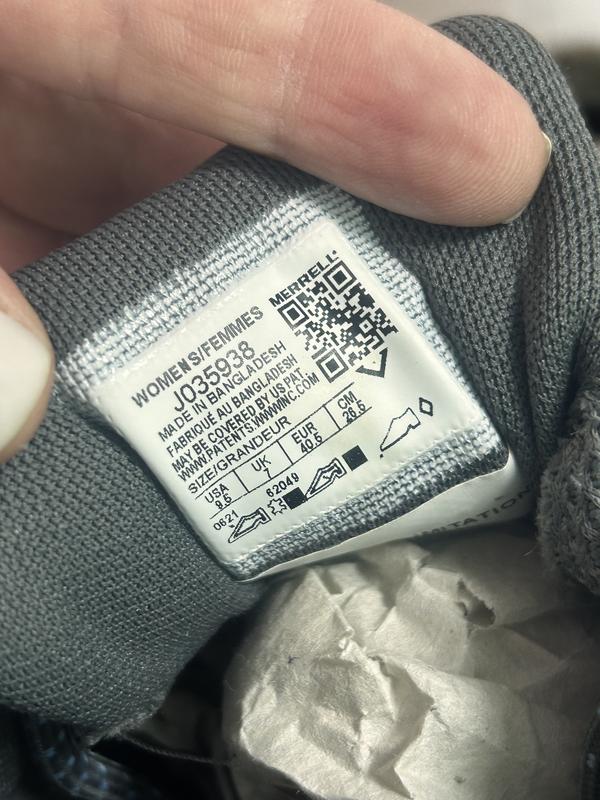 MERRELL
WOMENS/FEMMES
J035938
MADE IN BANGLADESH
FABRIQUÉ AU BANGLADESH
MAY BE COVERED BY US PAT.
WWW.PATENTS.WWWINC.COM
SIZE/GRANDEUR
USA UK EUR CM
9.5 7 40.5 26.5
0621 62049